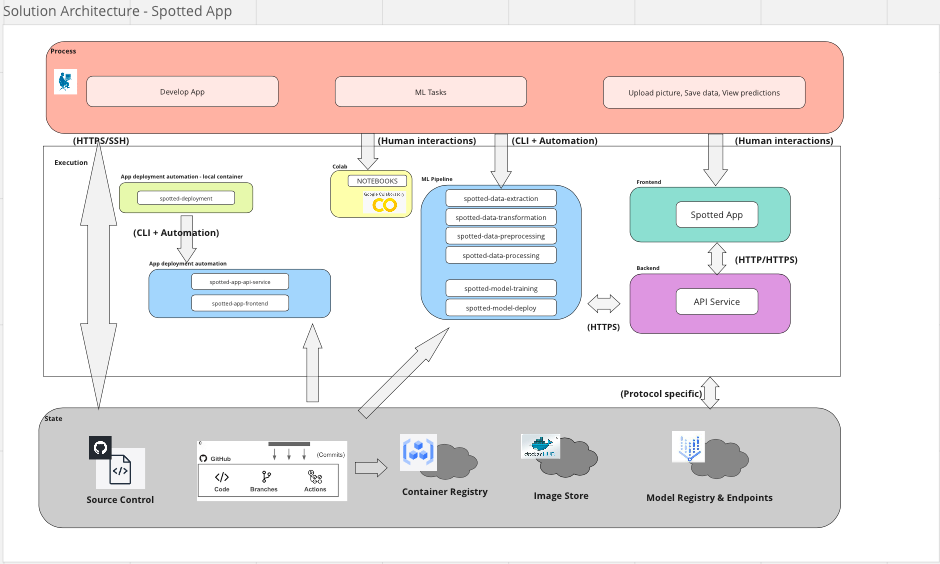 Solution Architecture - Spotted App
Process
Develop App
ML Tasks
Upload picture, Save data, View predictions
(HTTPS/SSH)
(Human interactions)
(CLI + Automation)
(Human interactions)
Execution
App deployment automation - local container
spotted-deployment
(CLI + Automation)
App deployment automation
spotted-app-api-service
spotted-app-frontend
Colab
NOTEBOOKS
ML Pipeline
spotted-data-extraction
spotted-data-transformation
spotted-data-preprocessing
spotted-data-processing
spotted-model-training
spotted-model-deploy
Frontend
Spotted App
(HTTP/HTTPS)
Backend
API Service
(HTTPS)
(Protocol specific)
State
Source Control
GitHub
(Commits)
Code
Branches
Actions
Container Registry
Image Store
Model Registry & Endpoints